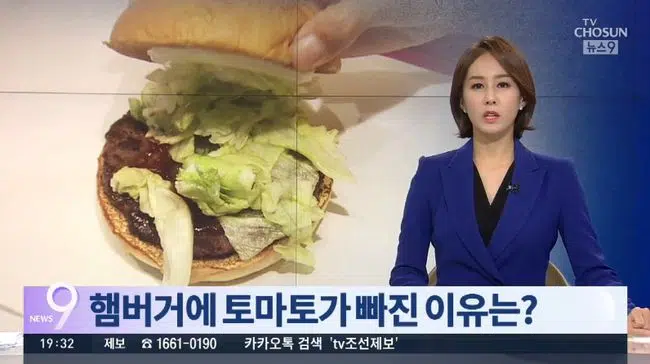 TV
CHOSUN
뉴스9
NEWS 9
햄버거에 토마토가 빠진 이유는?
19:32 제보 ☎ 1661-0190 카카오톡 검색 'tv조선제보'